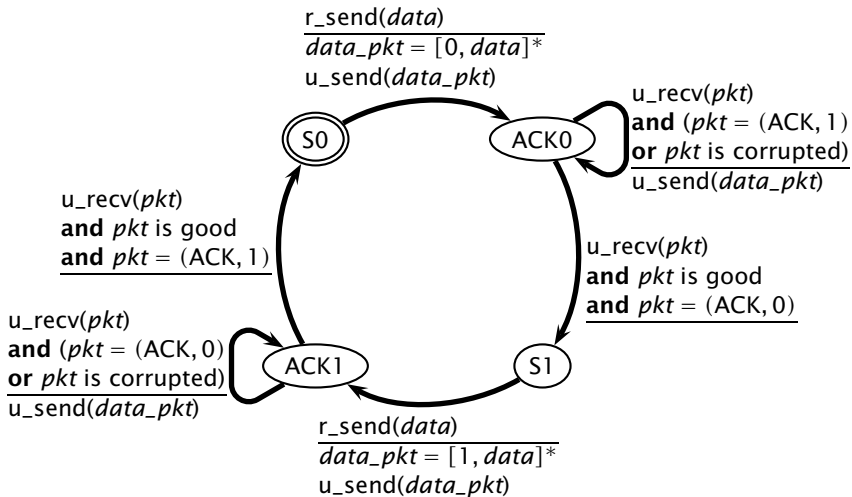 r_send(data)
data_pkt = [0, data]*
u_send(data_pkt)
S0
ACK0
u_recv(pkt)
and (pkt = (ACK, 1)
or pkt is corrupted)
u_send(data_pkt)
u_recv(pkt)
and pkt is good
and pkt = (ACK, 1)
u_recv(pkt)
and pkt is good
and pkt = (ACK, 0)
u_recv(pkt)
and (pkt = (ACK, 0)
or pkt is corrupted)
u_send(data_pkt)
ACK1
S1
r_send(data)
data_pkt = [1, data]*
u_send(data_pkt)